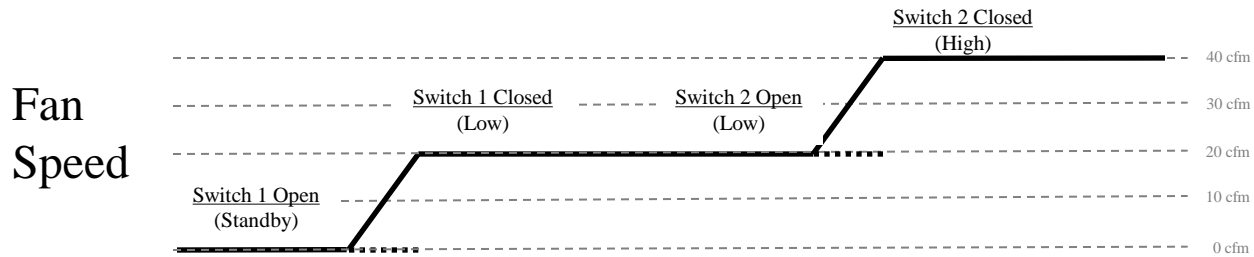 Switch 2 Closed
(High)
40 cfm
Fan
Speed
Switch 1 Closed
(Low)
Switch 2 Open
(Low)
30 cfm
20 cfm
Switch 1 Open
(Standby)
10 cfm
0 cfm